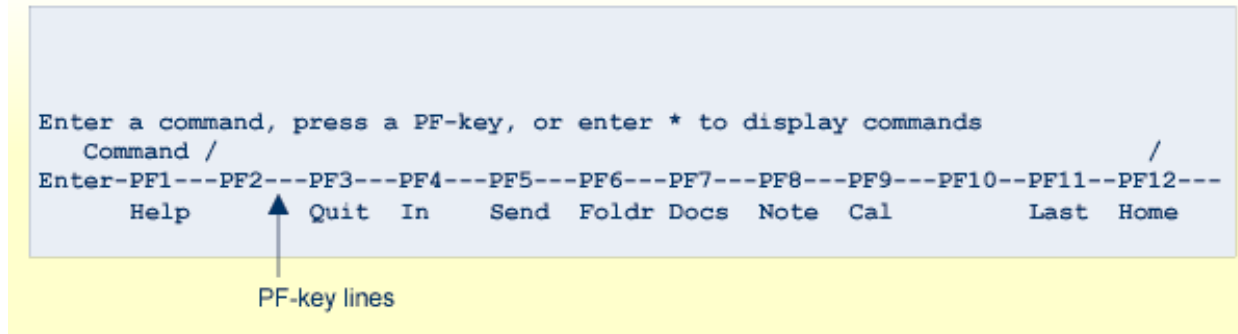 Enter a command, press a PF-key, or enter * to display commands
Command / /
Enter-PF1---PF2---PF3---PF4---PF5---PF6---PF7---PF8---PF9---PF10--PF11--PF12---
Help Quit In Send Foldr Docs Note Cal Last Home
PF-key lines